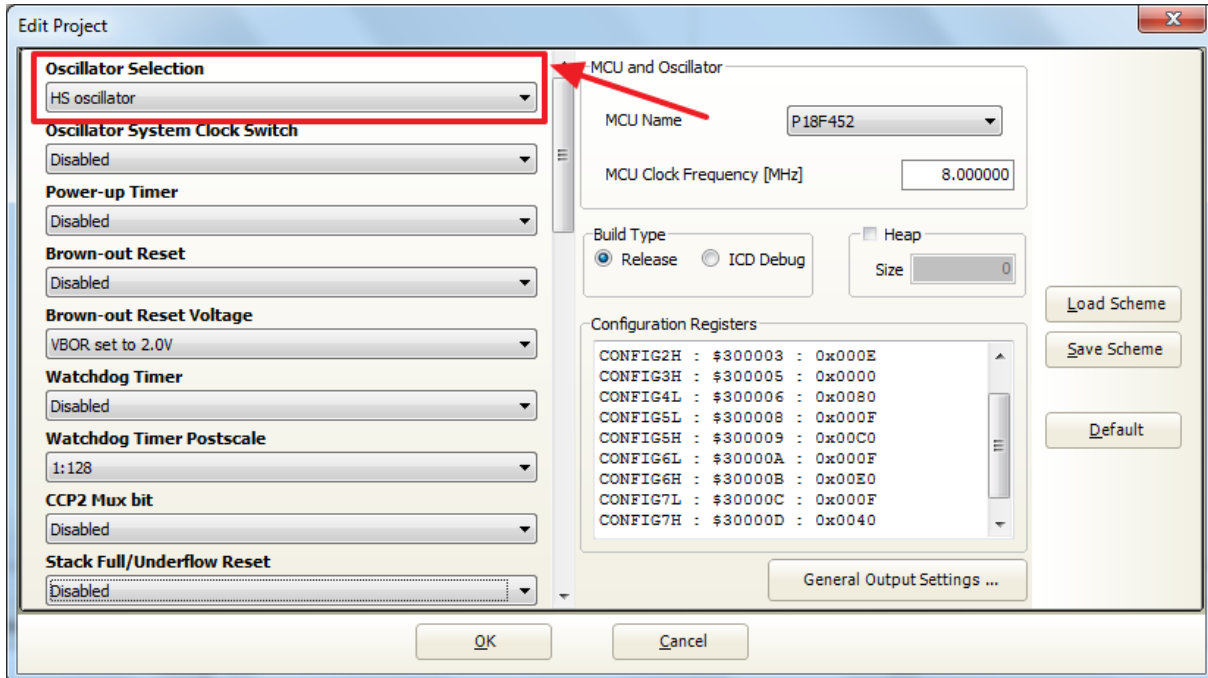 Edit Project
Oscillator Selection
HS oscillator
Oscillator System Clock Switch
Disabled
Power-up Timer
Disabled
Brown-out Reset
Disabled
Brown-out Reset Voltage
VBOR set to 2.0V
Watchdog Timer
Disabled
Watchdog Timer Postscale
1:128
CCP2 Mux bit
Disabled
Stack Full/Underflow Reset
Disabled
MCU and Oscillator
MCU Name P18F452
MCU Clock Frequency [MHz] 8.000000
Build Type
Release ICD Debug
Heap
Size 0
Configuration Registers
CONFIG2H : $300003 : 0x000E
CONFIG3H : $300005 : 0x0000
CONFIG4L : $300006 : 0x0080
CONFIG5L : $300008 : 0x000F
CONFIG5H : $300009 : 0x00C0
CONFIG6L : $30000A : 0x000F
CONFIG6H : $30000B : 0x00E0
CONFIG7L : $30000C : 0x000F
CONFIG7H : $30000D : 0x0040
General Output Settings ...
Load Scheme
Save Scheme
Default
OK Cancel